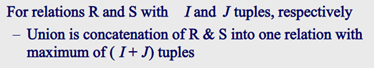 For relations R and S with I and J tuples, respectively
– Union is concatenation of R & S into one relation with
maximum of ( I + J) tuples